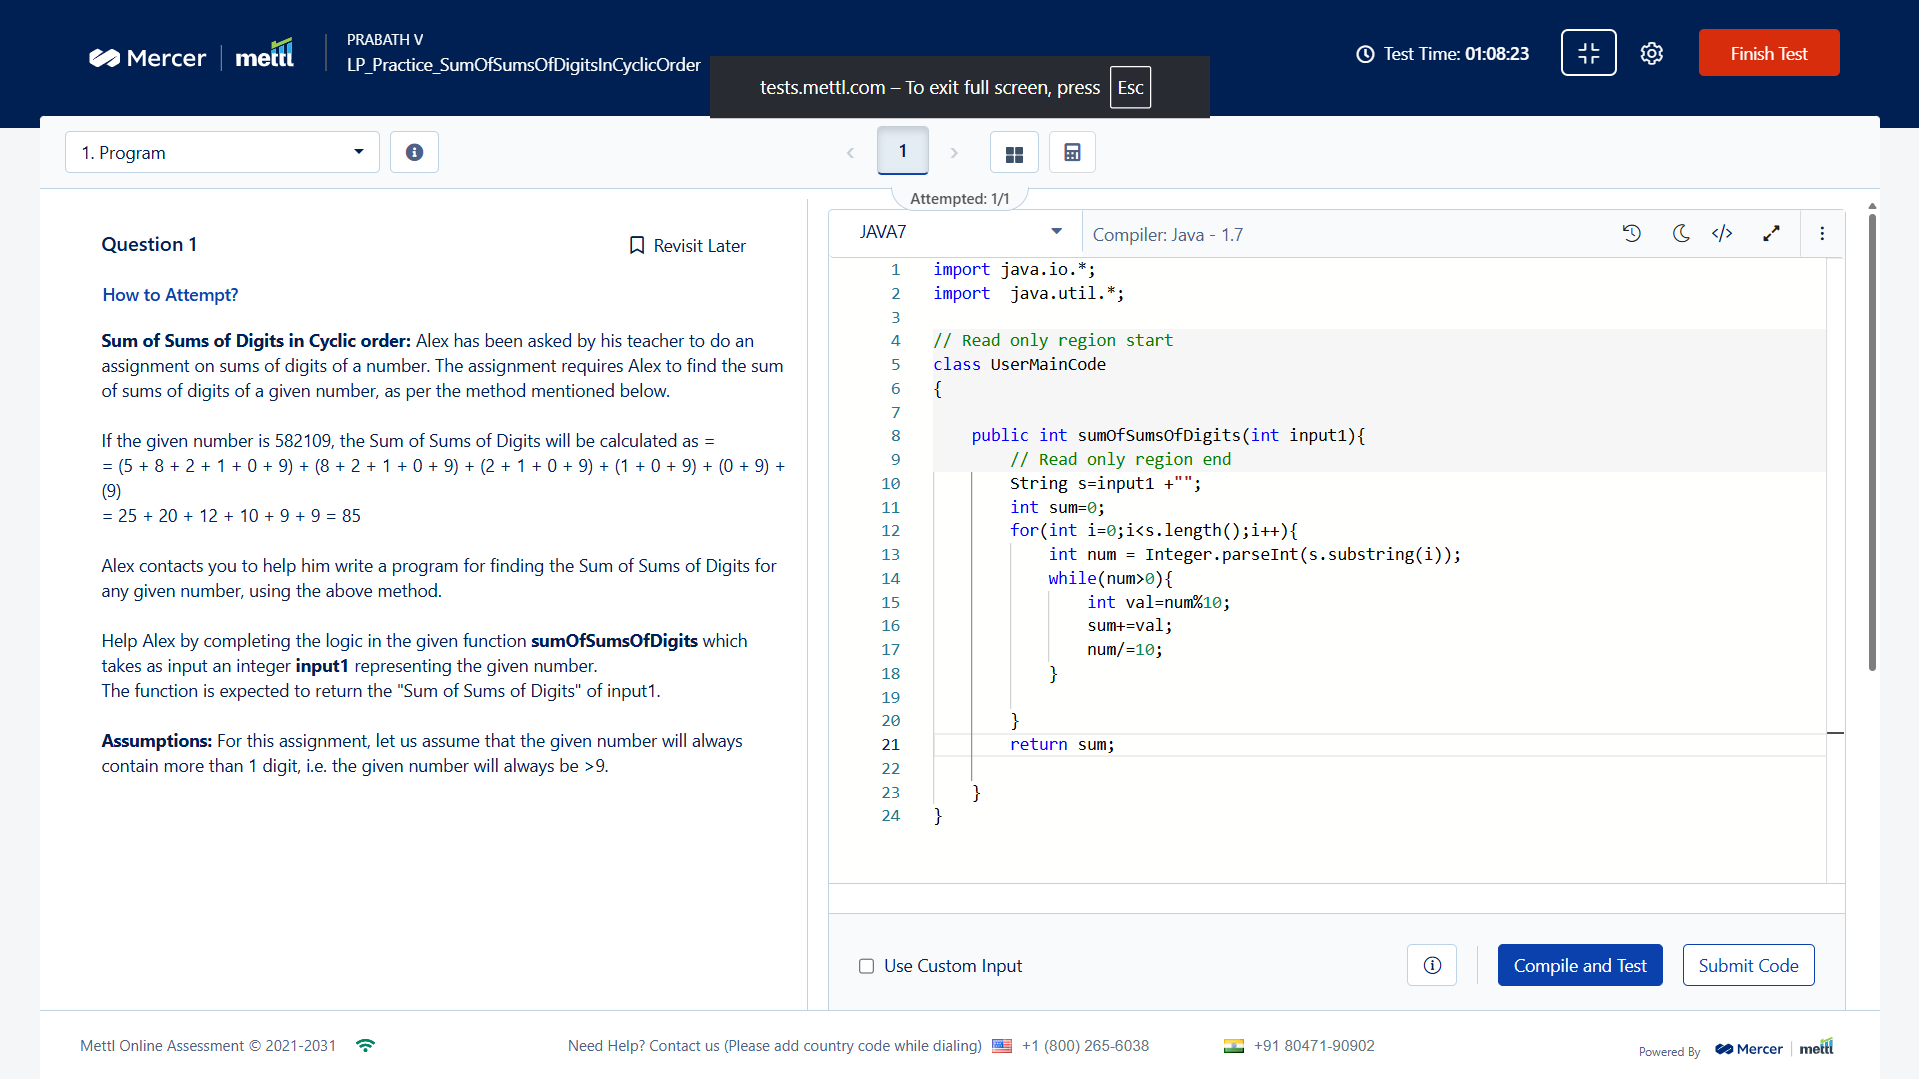 Mercer | mettl
PRABATH V
LP_Practice_SumOfSumsOfDigitsInCyclicOrder
tests.mettl.com – To exit full screen, press Esc
Test Time: 01:08:23
Finish Test
1. Program
1
Attempted: 1/1
Question 1
Revisit Later
How to Attempt?
Sum of Sums of Digits in Cyclic order: Alex has been asked by his teacher to do an
assignment on sums of digits of a number. The assignment requires Alex to find the sum
of sums of digits of a given number, as per the method mentioned below.
If the given number is 582109, the Sum of Sums of Digits will be calculated as =
= (5 + 8 + 2 + 1 + 0 + 9) + (8 + 2 + 1 + 0 + 9) + (2 + 1 + 0 + 9) + (1 + 0 + 9) + (0 + 9) +
(9)
= 25 + 20 + 12 + 10 + 9 + 9 = 85
Alex contacts you to help him write a program for finding the Sum of Sums of Digits for
any given number, using the above method.
Help Alex by completing the logic in the given function sumOfSumsOfDigits which
takes as input an integer input1 representing the given number.
The function is expected to return the "Sum of Sums of Digits" of input1.
Assumptions: For this assignment, let us assume that the given number will always
contain more than 1 digit, i.e. the given number will always be >9.
JAVA7
Compiler: Java - 1.7
1 import java.io.*;
2 import  java.util.*;
3
4 // Read only region start
5 class UserMainCode
6 {
7
8     public int sumOfSumsOfDigits(int input1){
9         // Read only region end
10         String s=input1 +"";
11         int sum=0;
12         for(int i=0;i<s.length();i++){
13             int num = Integer.parseInt(s.substring(i));
14             while(num>0){
15                 int val=num%10;
16                 sum+=val;
17                 num/=10;
18             }
19
20         }
21         return sum;
22
23     }
24 }
Use Custom Input
Compile and Test
Submit Code
Mettl Online Assessment © 2021-2031
Need Help? Contact us (Please add country code while dialing) +1 (800) 265-6038
+91 80471-90902
Powered By Mercer | mettl